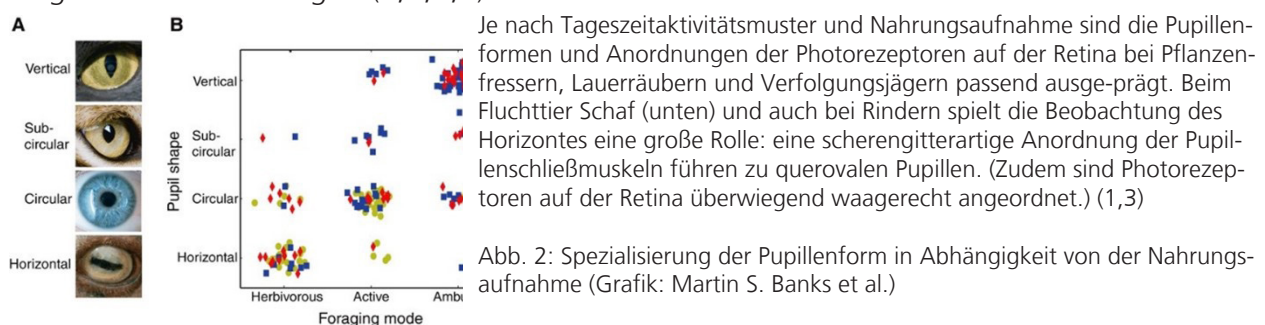 A
Vertical
Sub-
circular
Circular
Horizontal
B
Pupil shape
Vertical
Sub-
circular
Circular
Horizontal
Herbivorous Active Ambu
Foraging mode
Je nach Tageszeitaktivitätsmuster und Nahrungsaufnahme sind die Pupillen-
formen und Anordnungen der Photorezeptoren auf der Retina bei Pflanzen-
fressern, Lauerräubern und Verfolgungsjägern passend ausge-prägt. Beim
Fluchttier Schaf (unten) und auch bei Rindern spielt die Beobachtung des
Horizontes eine große Rolle: eine scherengitterartige Anordnung der Pupil-
lenschließmuskeln führen zu querovalen Pupillen. (Zudem sind Photorezep-
toren auf der Retina überwiegend waagerecht angeordnet.) (1,3)
Abb. 2: Spezialisierung der Pupillenform in Abhängigkeit von der Nahrungs-
aufnahme (Grafik: Martin S. Banks et al.)